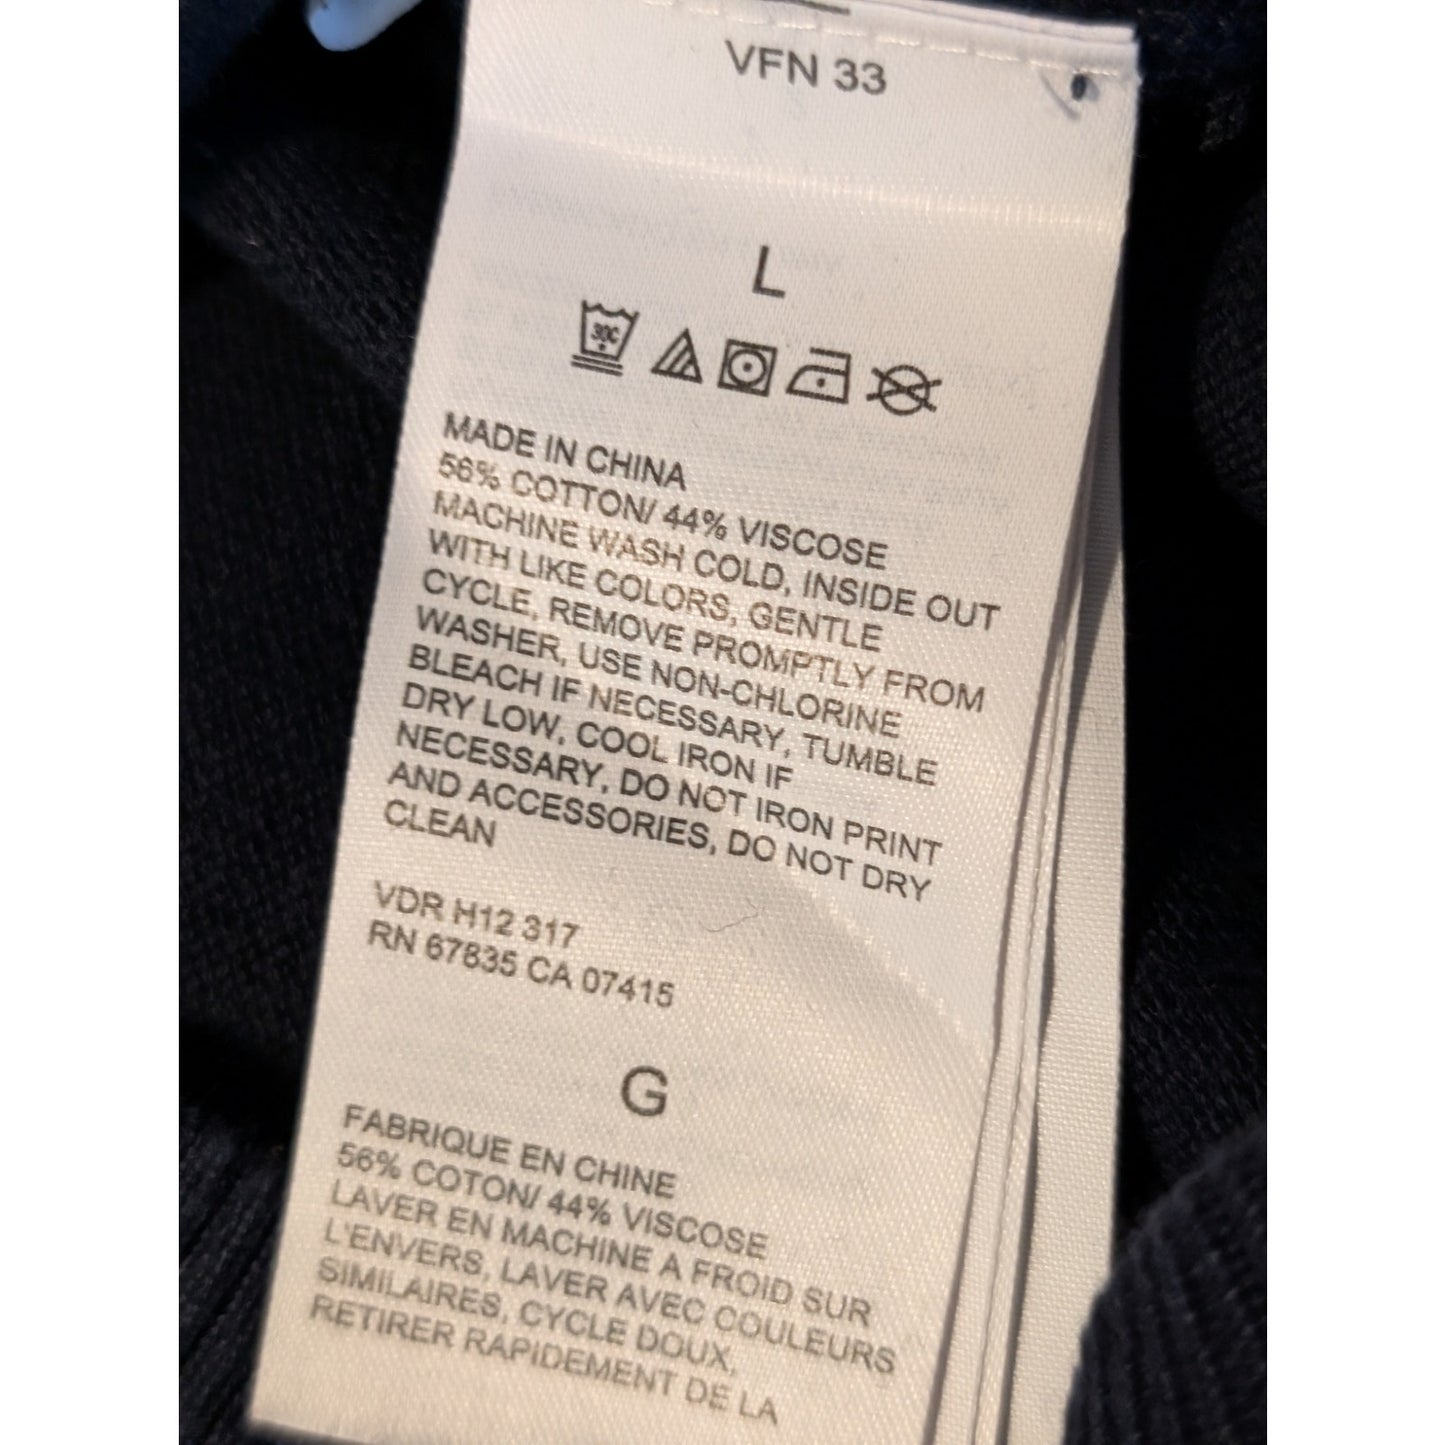 VFN 33
L
30C
MADE IN CHINA
56% COTTON/ 44% VISCOSE
MACHINE WASH COLD, INSIDE OUT
WITH LIKE COLORS, GENTLE
CYCLE, REMOVE PROMPTLY FROM
WASHER, USE NON-CHLORINE
BLEACH IF NECESSARY, TUMBLE
DRY LOW, COOL IRON IF
NECESSARY, DO NOT IRON PRINT
AND ACCESSORIES, DO NOT DRY
CLEAN
VDR H12 317
RN 67835 CA 07415
G
FABRIQUE EN CHINE
56% COTON/ 44% VISCOSE
LAVER EN MACHINE A FROID SUR
L'ENVERS, LAVER AVEC COULEURS
SIMILAIRES, CYCLE DOUX,
RETIRER RAPIDEMENT DE LA